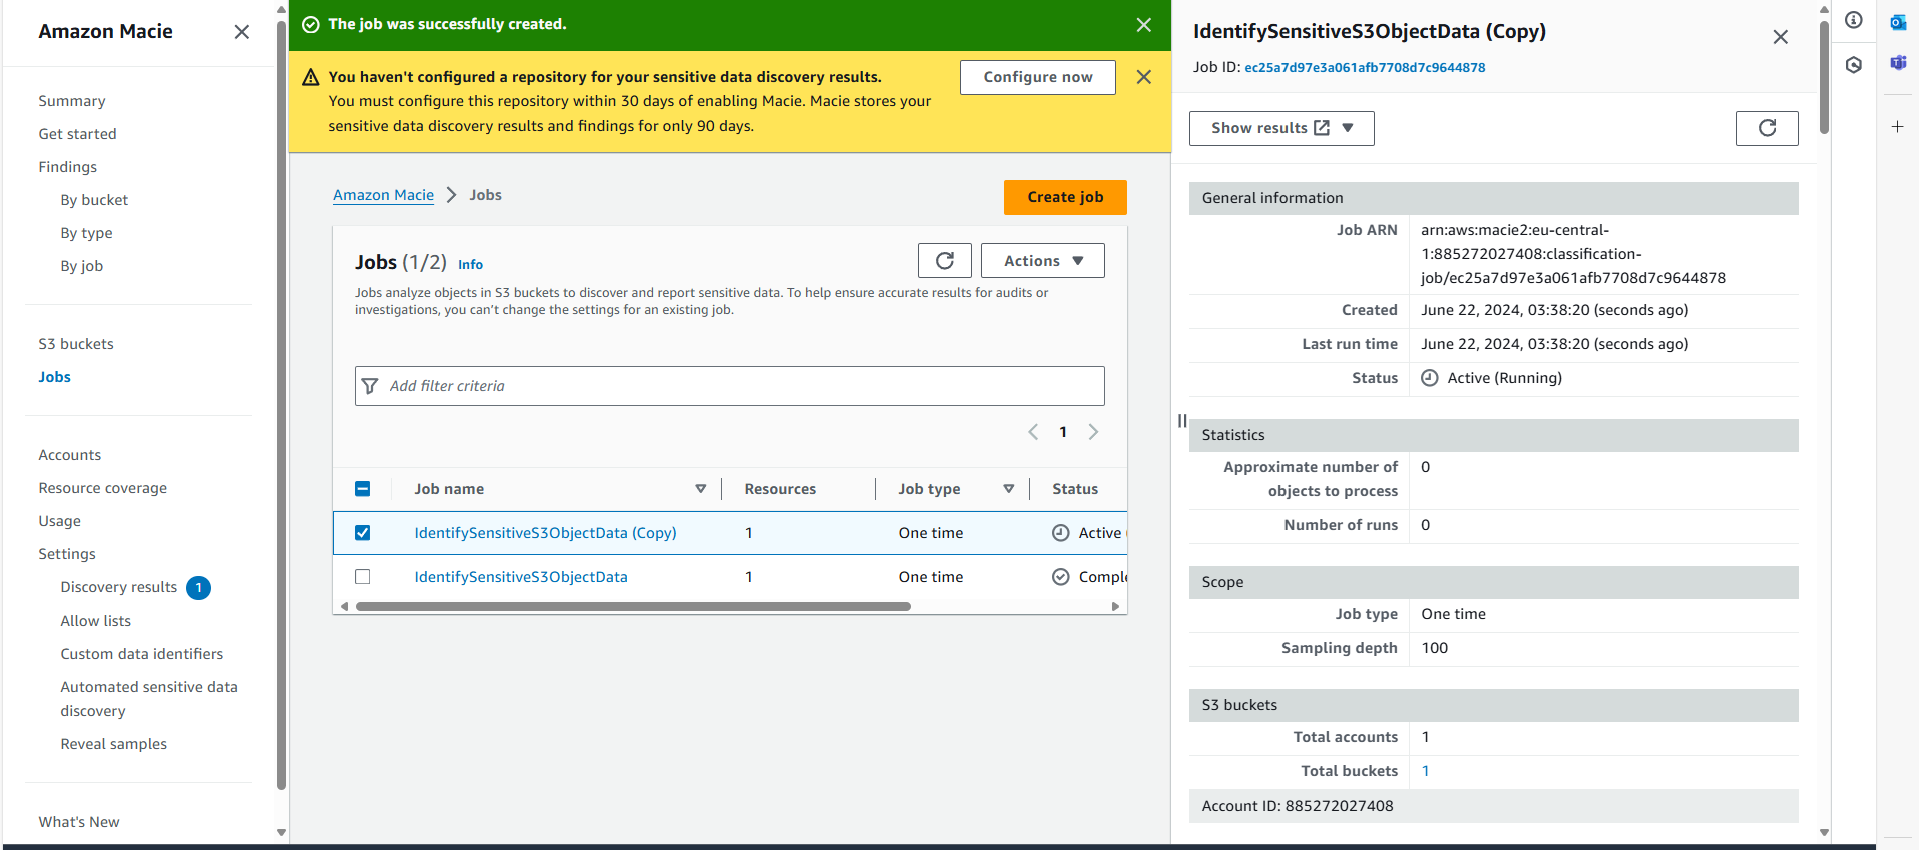 Amazon Macie
Summary
Get started
Findings
By bucket
By type
By job
S3 buckets
Jobs
Accounts
Resource coverage
Usage
Settings
Discovery results 1
Allow lists
Custom data identifiers
Automated sensitive data
discovery
Reveal samples
What's New
The job was successfully created.
You haven't configured a repository for your sensitive data discovery results.
You must configure this repository within 30 days of enabling Macie. Macie stores your
sensitive data discovery results and findings for only 90 days.
Configure now
Amazon Macie > Jobs
Create job
Jobs (1/2) Info
Actions
Jobs analyze objects in S3 buckets to discover and report sensitive data. To help ensure accurate results for audits or
investigations, you can't change the settings for an existing job.
Add filter criteria
1
Job name Resources Job type Status
IdentifySensitiveS3ObjectData (Copy) 1 One time Active
IdentifySensitiveS3ObjectData 1 One time Comple
IdentifySensitiveS3ObjectData (Copy)
Job ID: ec25a7d97e3a061afb7708d7c9644878
Show results
General information
Job ARN arn:aws:macie2:eu-central-
1:885272027408:classification-
job/ec25a7d97e3a061afb7708d7c9644878
Created June 22, 2024, 03:38:20 (seconds ago)
Last run time June 22, 2024, 03:38:20 (seconds ago)
Status Active (Running)
Statistics
Approximate number of 0
objects to process
Number of runs 0
Scope
Job type One time
Sampling depth 100
S3 buckets
Total accounts 1
Total buckets 1
Account ID: 885272027408